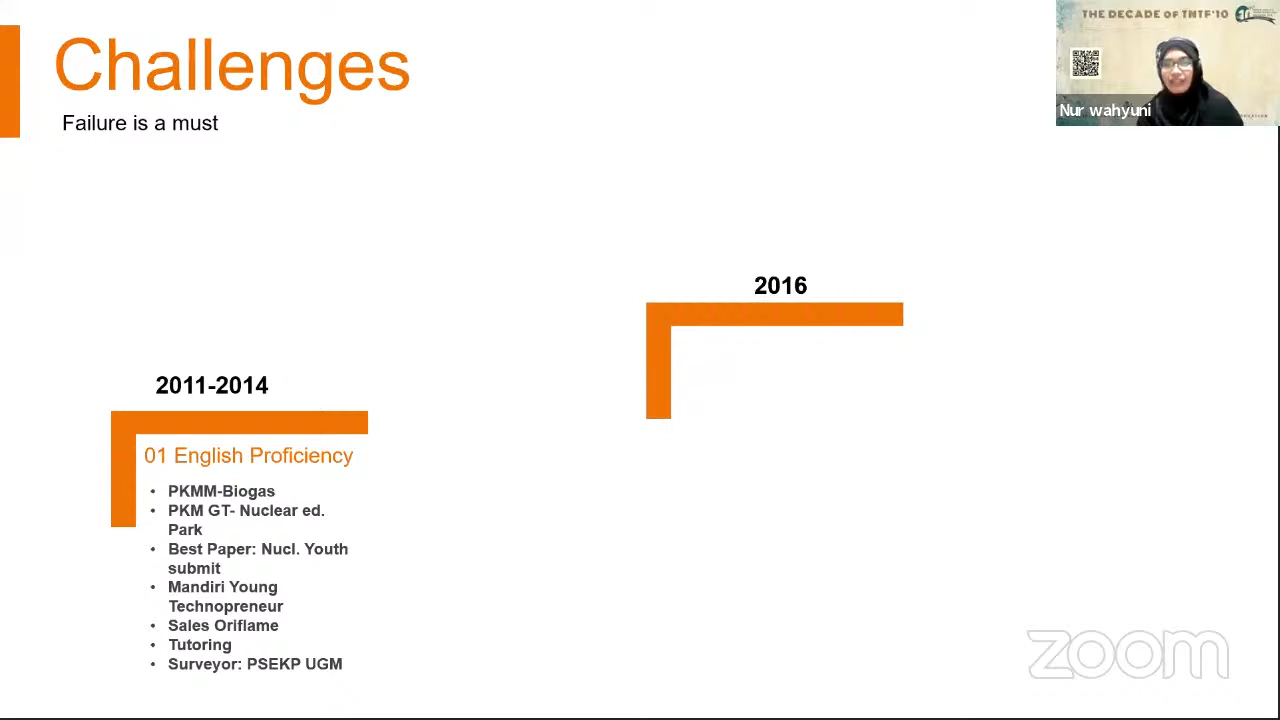 Challenges
Failure is a must
THE DECADE OF TNTF'10
Nur wahyuni
2016
2011-2014
01 English Proficiency
• PKMM-Biogas
• PKM GT- Nuclear ed.
Park
• Best Paper: Nucl. Youth
submit
• Mandiri Young
Technopreneur
• Sales Oriflame
• Tutoring
• Surveyor: PSEKP UGM
zoom